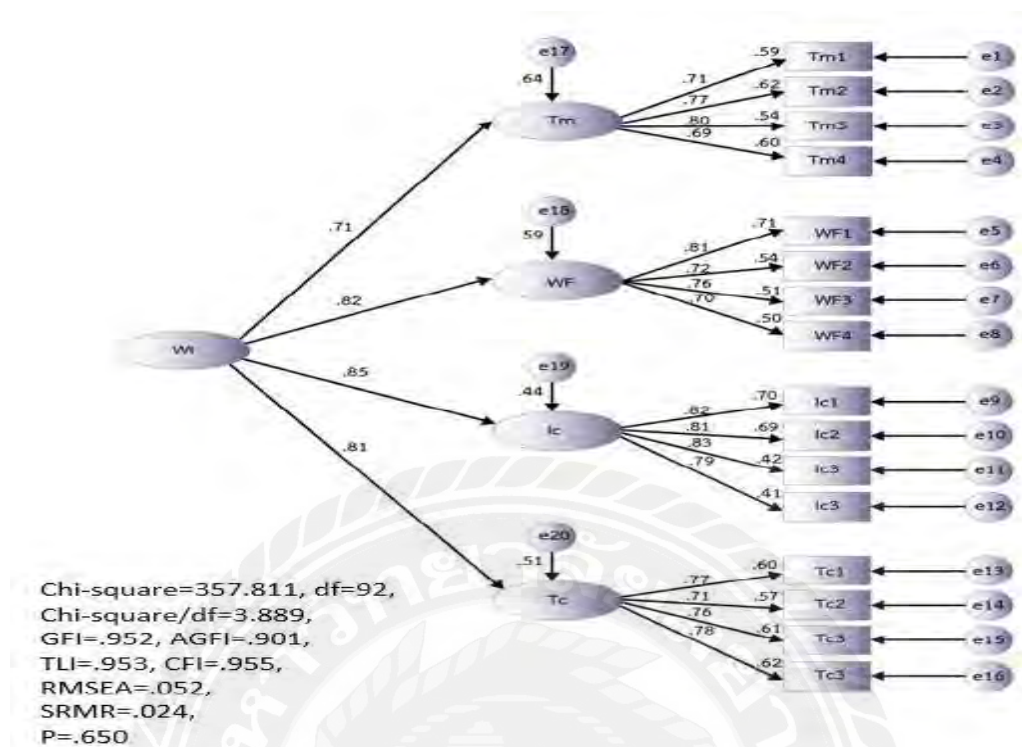 e17
.64
Tm
.71
.77
.80
.69
.59
Tm1
e1
.62
Tm2
e2
.54
Tm3
e3
.60
Tm4
e4
.71
e18
.59
WF
.81
.72
.76
.70
.71
WF1
e5
.54
WF2
e6
.51
WF3
e7
.50
WF4
e8
.82
WI
.85
e19
.44
Ic
.82
.81
.83
.79
.70
Ic1
e9
.69
Ic2
e10
.42
Ic3
e11
.41
Ic3
e12
.81
e20
.51
Tc
.77
.71
.76
.78
.60
Tc1
e13
.57
Tc2
e14
.61
Tc3
e15
.62
Tc3
e16
Chi-square=357.811, df=92,
Chi-square/df=3.889,
GFI=.952, AGFI=.901,
TLI=.953, CFI=.955,
RMSEA=.052,
SRMR=.024,
P=.650